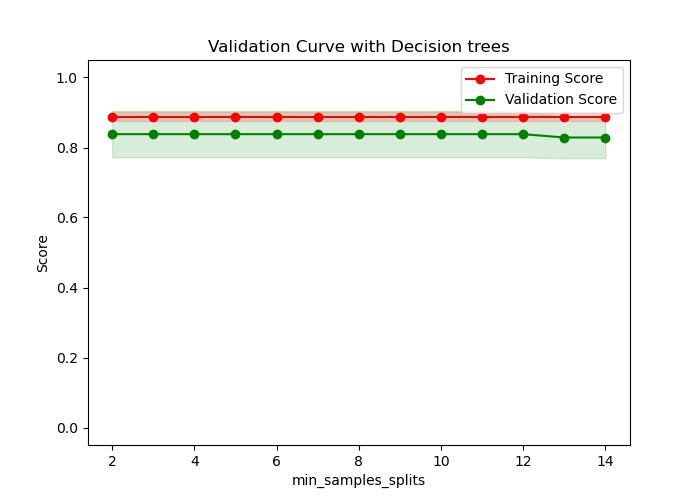 Validation Curve with Decision trees
Training Score
Validation Score
1.0
0.8
0.6
0.4
0.2
0.0
Score
2 4 6 8 10 12 14
min_samples_splits